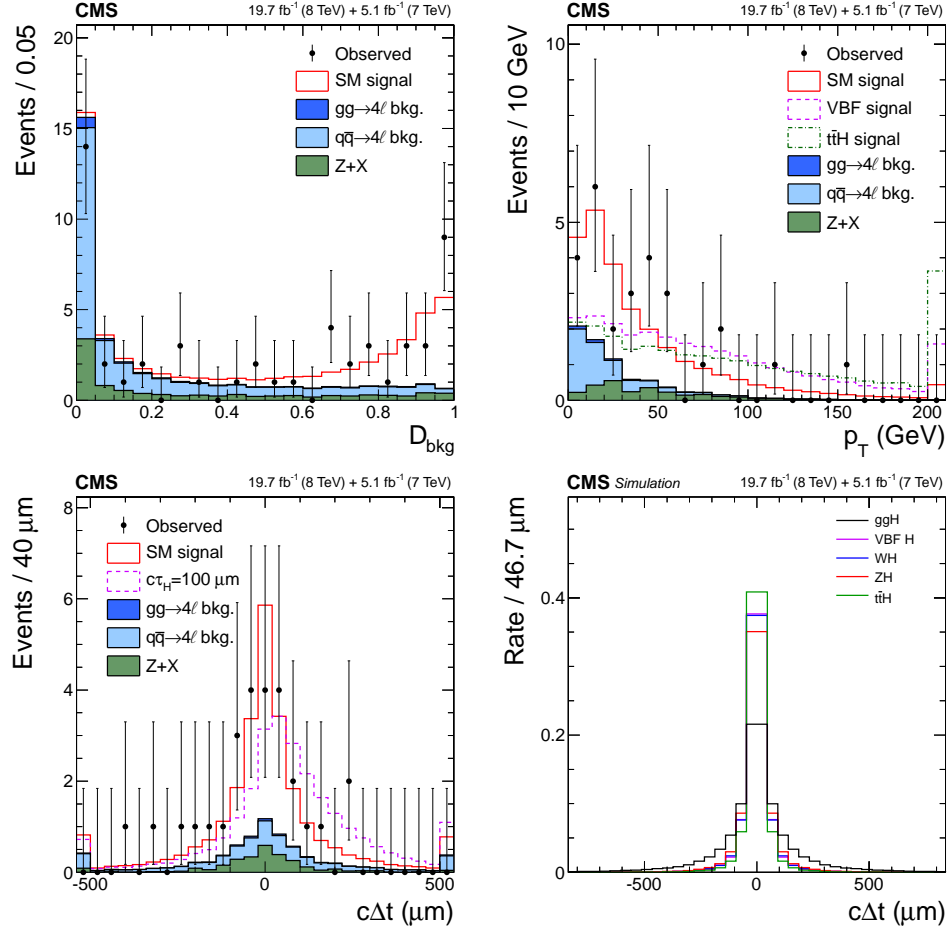 CMS 19.7 fb⁻¹ (8 TeV) + 5.1 fb⁻¹ (7 TeV)
Events / 0.05
20
15
10
5
0
Observed
SM signal
gg→4ℓ bkg.
qq̄→4ℓ bkg.
Z+X
0 0.2 0.4 0.6 0.8 1
D_bkg
CMS 19.7 fb⁻¹ (8 TeV) + 5.1 fb⁻¹ (7 TeV)
Events / 10 GeV
10
5
0
Observed
SM signal
VBF signal
tt̄H signal
gg→4ℓ bkg.
qq̄→4ℓ bkg.
Z+X
0 50 100 150 200
p_T (GeV)
CMS 19.7 fb⁻¹ (8 TeV) + 5.1 fb⁻¹ (7 TeV)
Events / 40 μm
8
6
4
2
0
Observed
SM signal
cτ_H=100 μm
gg→4ℓ bkg.
qq̄→4ℓ bkg.
Z+X
-500 0 500
cΔt (μm)
CMS Simulation 19.7 fb⁻¹ (8 TeV) + 5.1 fb⁻¹ (7 TeV)
Rate / 46.7 μm
0.4
0.2
0
ggH
VBF H
WH
ZH
tt̄H
-500 0 500
cΔt (μm)